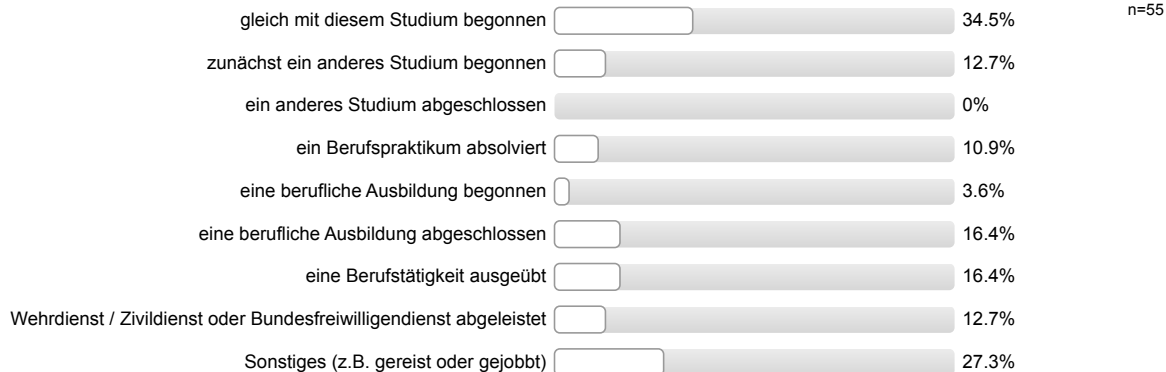 gleich mit diesem Studium begonnen 34.5% n=55
zunächst ein anderes Studium begonnen 12.7%
ein anderes Studium abgeschlossen 0%
ein Berufspraktikum absolviert 10.9%
eine berufliche Ausbildung begonnen 3.6%
eine berufliche Ausbildung abgeschlossen 16.4%
eine Berufstätigkeit ausgeübt 16.4%
Wehrdienst / Zivildienst oder Bundesfreiwilligendienst abgeleistet 12.7%
Sonstiges (z.B. gereist oder gejobbt) 27.3%